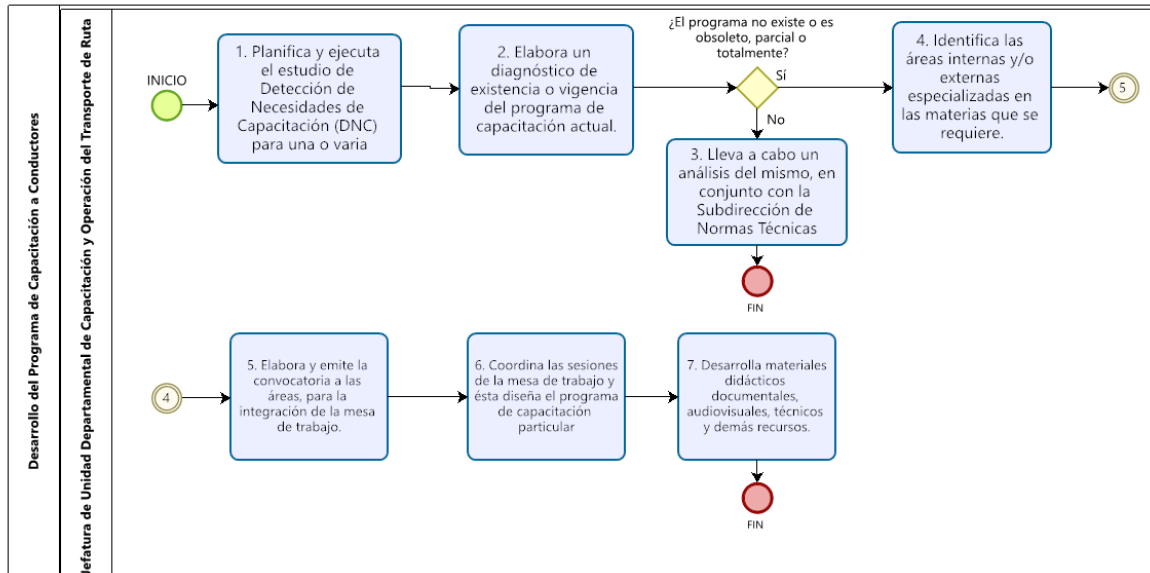 Desarrollo del Programa de Capacitación a Conductores
Jefatura de Unidad Departamental de Capacitación y Operación del Transporte de Ruta
INICIO
1. Planifica y ejecuta
el estudio de
Detección de
Necesidades de
Capacitación (DNC)
para una o varia
2. Elabora un
diagnóstico de
existencia o vigencia
del programa de
capacitación actual.
¿El programa no existe o es
obsoleto, parcial o
totalmente?
Sí
No
3. Lleva a cabo un
análisis del mismo, en
conjunto con la
Subdirección de
Normas Técnicas
FIN
4. Identifica las
áreas internas y/o
externas
especializadas en
las materias que se
requiere.
5
4
5. Elabora y emite la
convocatoria a las
áreas, para la
integración de la mesa
de trabajo.
6. Coordina las sesiones
de la mesa de trabajo y
ésta diseña el programa
de capacitación
particular
7. Desarrolla materiales
didácticos
documentales,
audiovisuales, técnicos
y demás recursos.
FIN